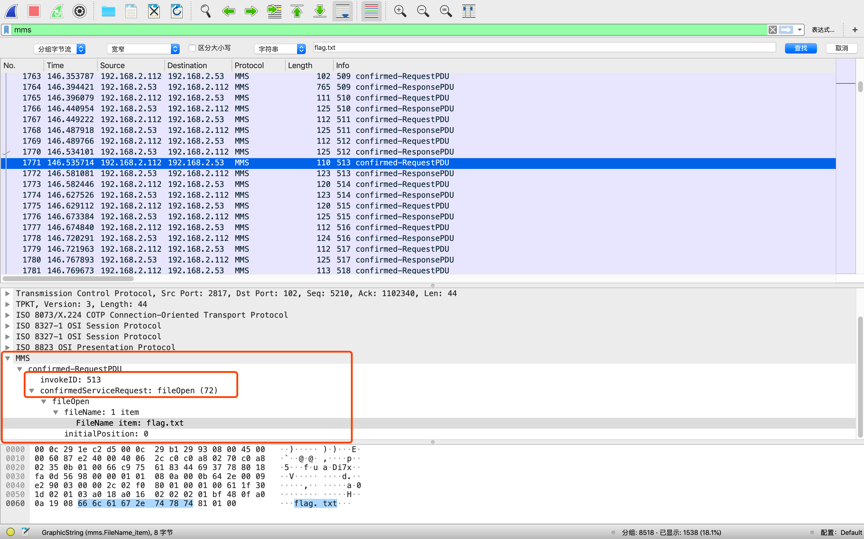 mms
表达式…
+
分组字节流
宽窄
区分大小写
字符串
flag.txt
查找
取消
No. Time Source Destination Protocol Length Info
1763 146.353787 192.168.2.112 192.168.2.53 MMS 102 509 confirmed-RequestPDU
1764 146.394421 192.168.2.53 192.168.2.112 MMS 765 509 confirmed-ResponsePDU
1765 146.396079 192.168.2.112 192.168.2.53 MMS 111 510 confirmed-RequestPDU
1766 146.440954 192.168.2.53 192.168.2.112 MMS 125 510 confirmed-ResponsePDU
1767 146.449222 192.168.2.112 192.168.2.53 MMS 112 511 confirmed-RequestPDU
1768 146.487918 192.168.2.53 192.168.2.112 MMS 125 511 confirmed-ResponsePDU
1769 146.489766 192.168.2.112 192.168.2.53 MMS 112 512 confirmed-RequestPDU
1770 146.534101 192.168.2.53 192.168.2.112 MMS 125 512 confirmed-ResponsePDU
1771 146.535714 192.168.2.112 192.168.2.53 MMS 110 513 confirmed-RequestPDU
1772 146.581081 192.168.2.53 192.168.2.112 MMS 123 513 confirmed-ResponsePDU
1773 146.582446 192.168.2.112 192.168.2.53 MMS 120 514 confirmed-RequestPDU
1774 146.627526 192.168.2.53 192.168.2.112 MMS 123 514 confirmed-ResponsePDU
1775 146.629112 192.168.2.112 192.168.2.53 MMS 120 515 confirmed-RequestPDU
1776 146.673384 192.168.2.53 192.168.2.112 MMS 125 515 confirmed-ResponsePDU
1777 146.674840 192.168.2.112 192.168.2.53 MMS 112 516 confirmed-RequestPDU
1778 146.720291 192.168.2.53 192.168.2.112 MMS 124 516 confirmed-ResponsePDU
1779 146.721963 192.168.2.112 192.168.2.53 MMS 112 517 confirmed-RequestPDU
1780 146.767893 192.168.2.53 192.168.2.112 MMS 125 517 confirmed-ResponsePDU
1781 146.769673 192.168.2.112 192.168.2.53 MMS 113 518 confirmed-RequestPDU
Transmission Control Protocol, Src Port: 2817, Dst Port: 102, Seq: 5210, Ack: 1102340, Len: 44
TPKT, Version: 3, Length: 44
ISO 8073/X.224 COTP Connection-Oriented Transport Protocol
ISO 8327-1 OSI Session Protocol
ISO 8327-1 OSI Session Protocol
ISO 8823 OSI Presentation Protocol
MMS
confirmed-RequestPDU
invokeID: 513
confirmedServiceRequest: fileOpen (72)
fileOpen
fileName: 1 item
FileName item: flag.txt
initialPosition: 0
0000 00 0c 29 1e c2 d5 00 0c 29 b1 29 93 08 00 45 00 ··)····· )·)···E·
0010 00 60 87 e2 40 00 40 06 2c c0 c0 a8 02 70 c0 a8 ·`··@·@· ,····p··
0020 02 35 0b 01 00 66 c9 75 61 83 44 69 37 78 80 18 ·5···f·u a·Di7x··
0030 fa 0d 56 98 00 00 01 01 08 0a 00 0b 64 2e 00 09 ··V····· ····d.··
0040 e2 90 03 00 00 2c 02 f0 80 01 00 01 00 61 1f 30 ·····,·· ·····a·0
0050 1d 02 01 03 a0 18 a0 16 02 02 02 01 bf 48 0f a0 ········ ·····H··
0060 0a 19 08 66 6c 61 67 2e 74 78 74 81 01 00 ···flag. txt···
GraphicString (mms.FileName_item), 8 字节
分组: 8518 · 已显示: 1538 (18.1%)
配置: Default